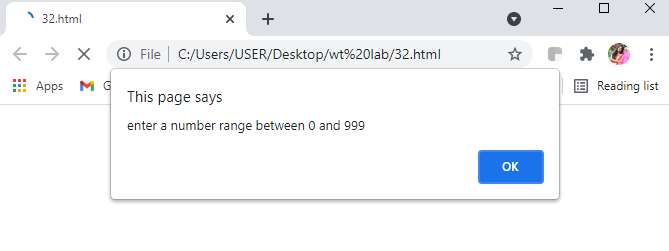 32.html
File | C:/Users/USER/Desktop/wt%20lab/32.html
Apps G Reading list
This page says
enter a number range between 0 and 999
OK